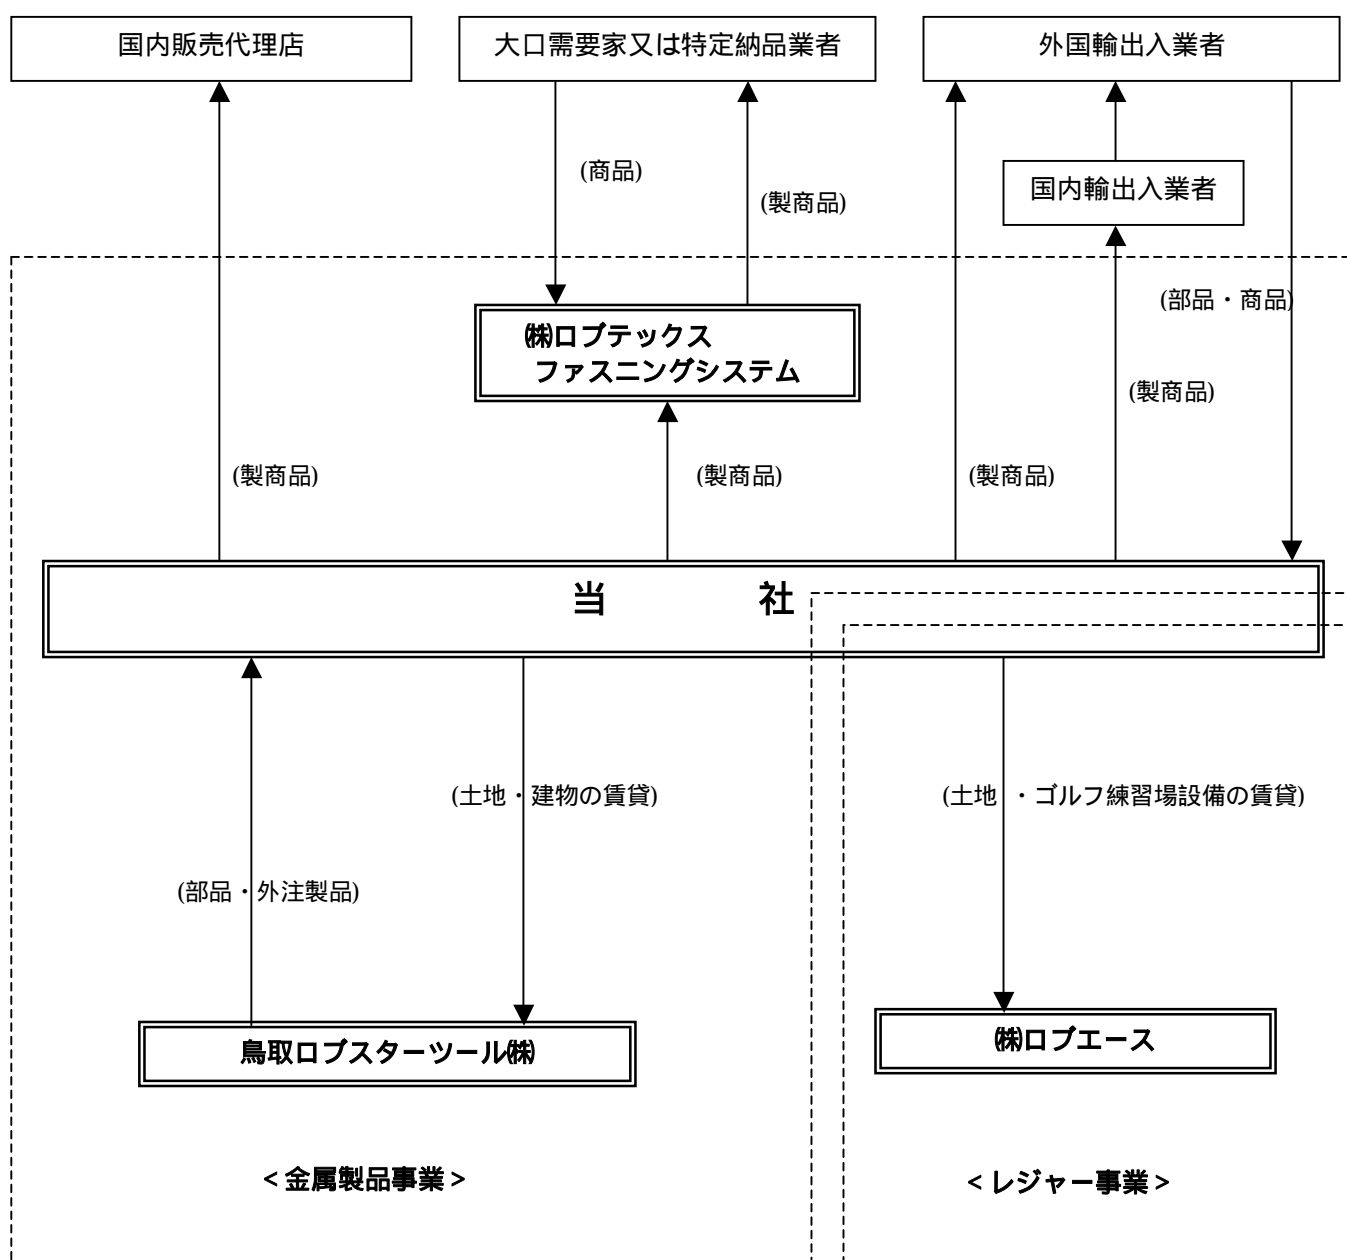 国内販売代理店
大口需要家又は特定納品業者
外国輸出入業者
(商品)
(製商品)
国内輸出入業者
(部品・商品)
㈱ロブテックス
ファスニングシステム
(製商品)
(製商品)
(製商品)
(製商品)
当　　　　社
(土地・建物の賃貸)
(土地 ・ゴルフ練習場設備の賃貸)
(部品・外注製品)
鳥取ロブスターツール㈱
㈱ロブエース
<金属製品事業>
<レジャー事業>